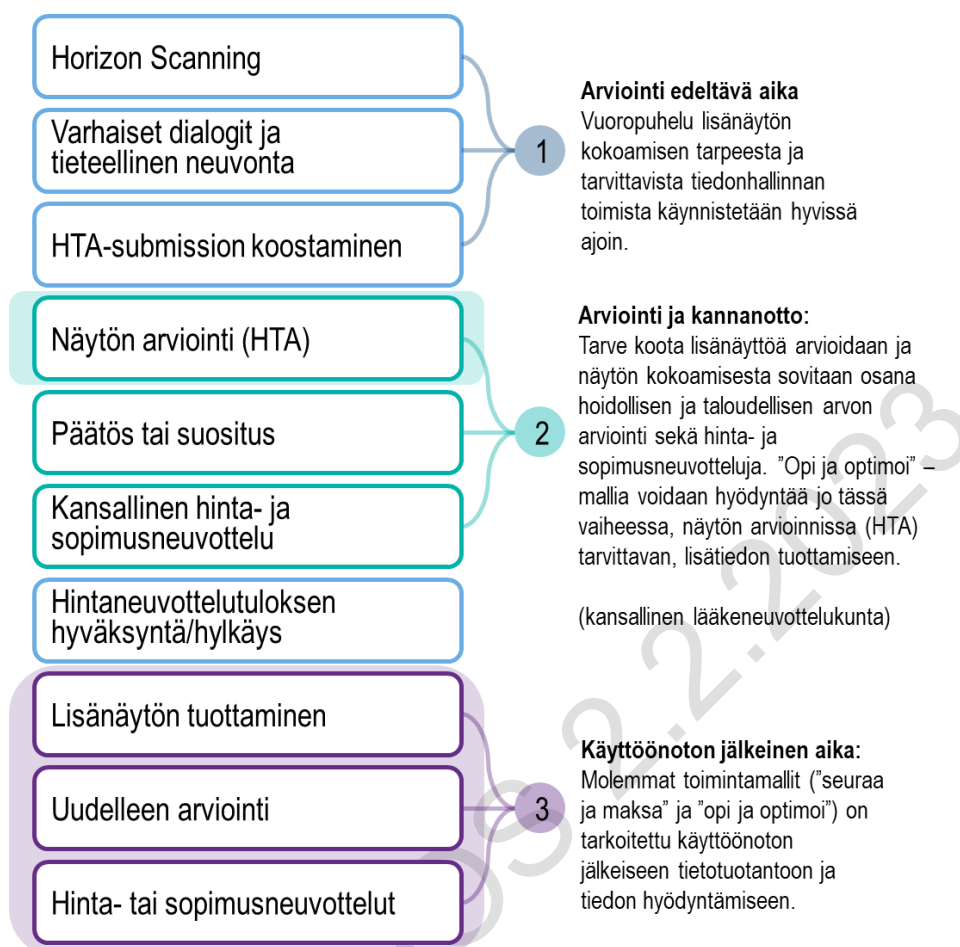 Horizon Scanning
Varhaiset dialogit ja
tieteellinen neuvonta
HTA-submission koostaminen
1
Arviointi edeltävä aika
Vuoropuhelu lisänäytön
kokoamisen tarpeesta ja
tarvittavista tiedonhallinnan
toimista käynnistetään hyvissä
ajoin.
Näytön arviointi (HTA)
Päätös tai suositus
Kansallinen hinta- ja
sopimusneuvottelu
2
Arviointi ja kannanotto:
Tarve koota lisänäyttöä arvioidaan ja
näytön kokoamisesta sovitaan osana
hoidollisen ja taloudellisen arvon
arviointi sekä hinta- ja
sopimusneuvotteluja. ”Opi ja optimoi” –
mallia voidaan hyödyntää jo tässä
vaiheessa, näytön arvioinnissa (HTA)
tarvittavan, lisätiedon tuottamiseen.
(kansallinen lääkeneuvottelukunta)
Hintaneuvottelutuloksen
hyväksyntä/hylkäys
Lisänäytön tuottaminen
Uudelleen arviointi
Hinta- tai sopimusneuvottelut
3
Käyttöönoton jälkeinen aika:
Molemmat toimintamallit (”seuraa
ja maksa” ja ”opi ja optimoi”) on
tarkoitettu käyttöönoton
jälkeiseen tietotuotantoon ja
tiedon hyödyntämiseen.
2.2.2023